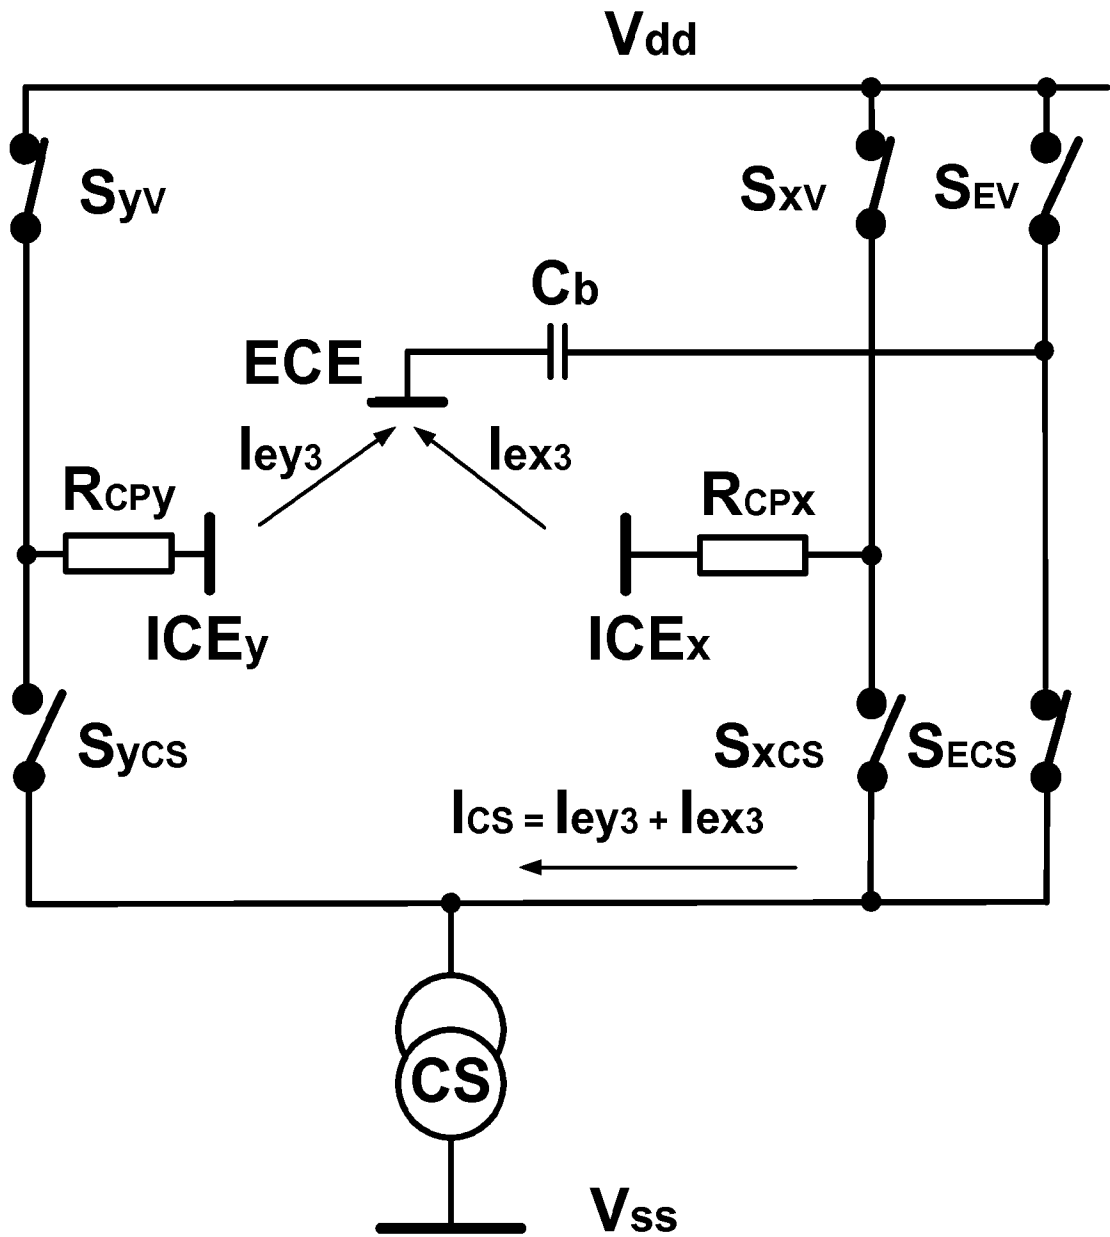 Vdd
SyV
SxV
SEV
Cb
ECE
Iey3
Iex3
RCPy
RCPx
ICEy
ICEx
SyCS
SxCS
SECS
ICS = Iey3 + Iex3
CS
Vss